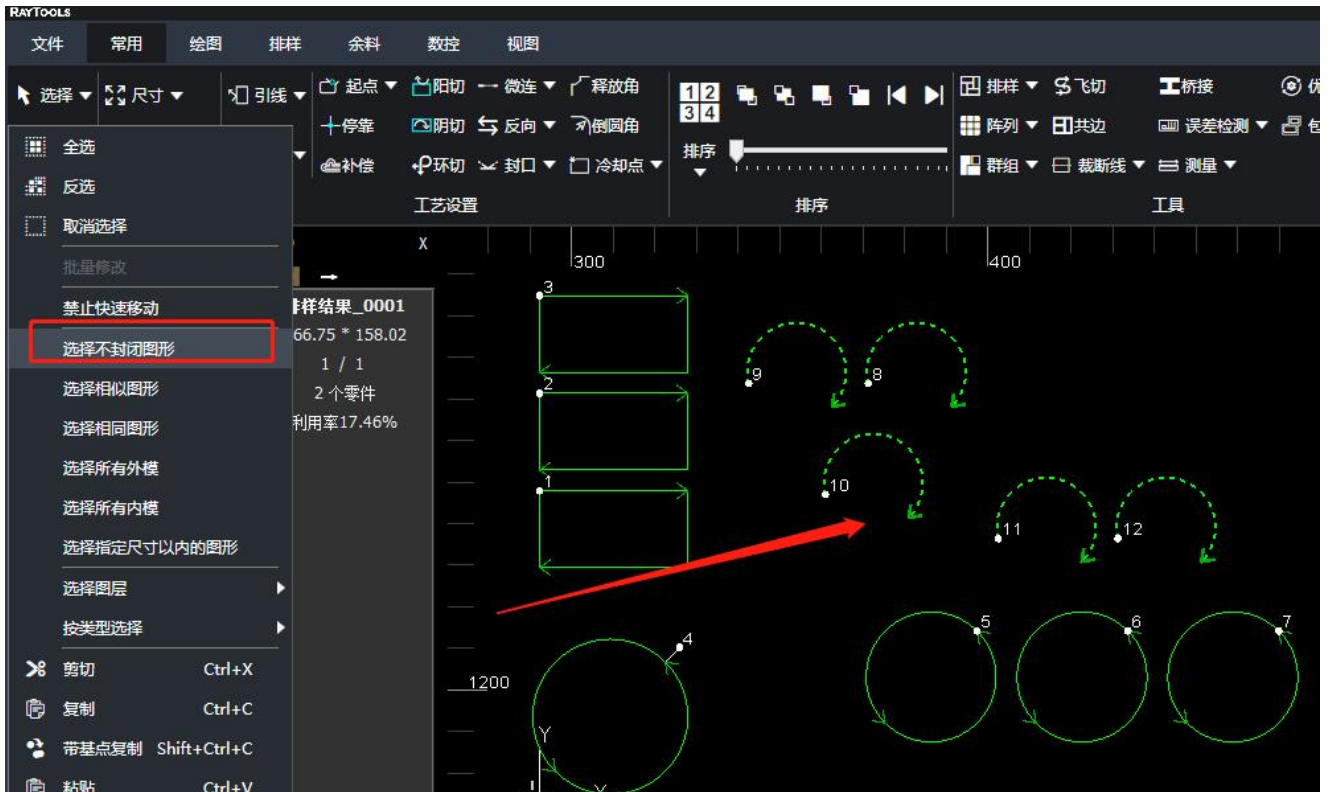 RAYTOOLS
文件 常用 绘图 排样 余料 数控 视图
选择 尺寸 引线 起点 阳切 微连 释放角 排样 飞切 桥接
停靠 阴切 反向 倒圆角 1 2 3 4 阵列 共边 误差检测
补偿 环切 封口 冷却点 排序 群组 裁断线 测量
工艺设置 排序 工具
全选
反选
取消选择
批量修改
禁止快速移动
选择不封闭图形
选择相似图形
选择相同图形
选择所有外模
选择所有内模
选择指定尺寸以内的图形
选择图层
按类型选择
剪切 Ctrl+X
复制 Ctrl+C
带基点复制 Shift+Ctrl+C
粘贴 Ctrl+V
X
排样结果_0001
66.75 * 158.02
1 / 1
2 个零件
利用率17.46%
300 400
3
2
1
9 8
10
11 12
4 5 6 7
1200
Y